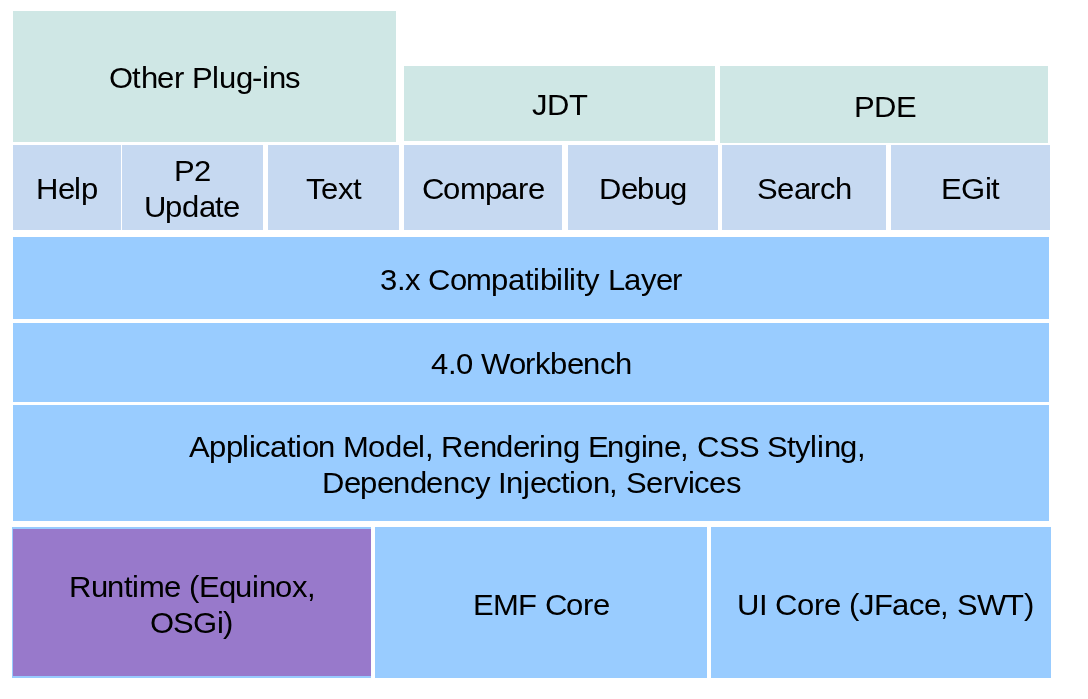 Other Plug-ins
JDT
PDE
Help
P2
Update
Text
Compare
Debug
Search
EGit
3.x Compatibility Layer
4.0 Workbench
Application Model, Rendering Engine, CSS Styling,
Dependency Injection, Services
Runtime (Equinox,
OSGi)
EMF Core
UI Core (JFace, SWT)